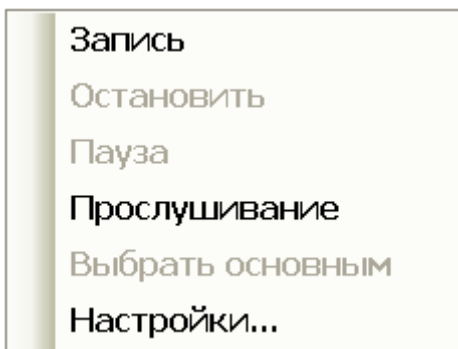 Запись
Остановить
Пауза
Прослушивание
Выбрать основным
Настройки...